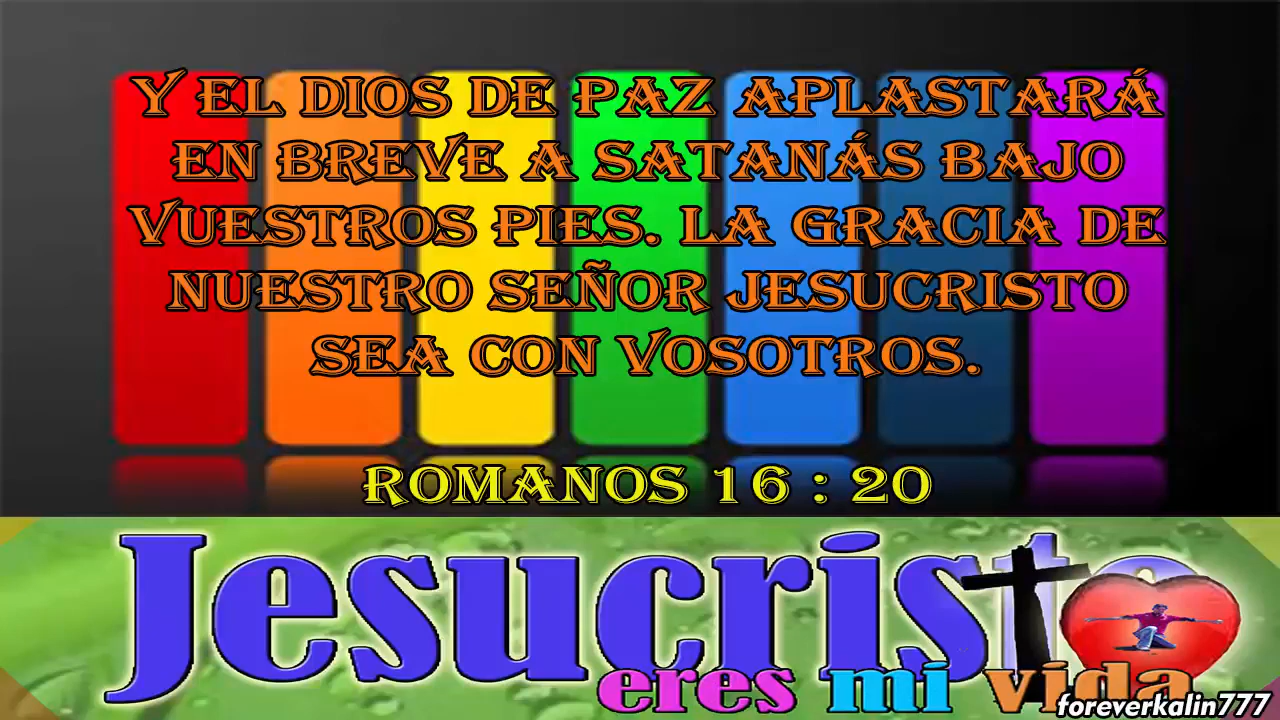 Y EL DIOS DE PAZ APLASTARÁ
EN BREVE A SATANÁS BAJO
VUESTROS PIES. LA GRACIA DE
NUESTRO SEÑOR JESUCRISTO
SEA CON VOSOTROS.
ROMANOS 16 : 20
Jesucristo
eres mi vida
foreverkalin777